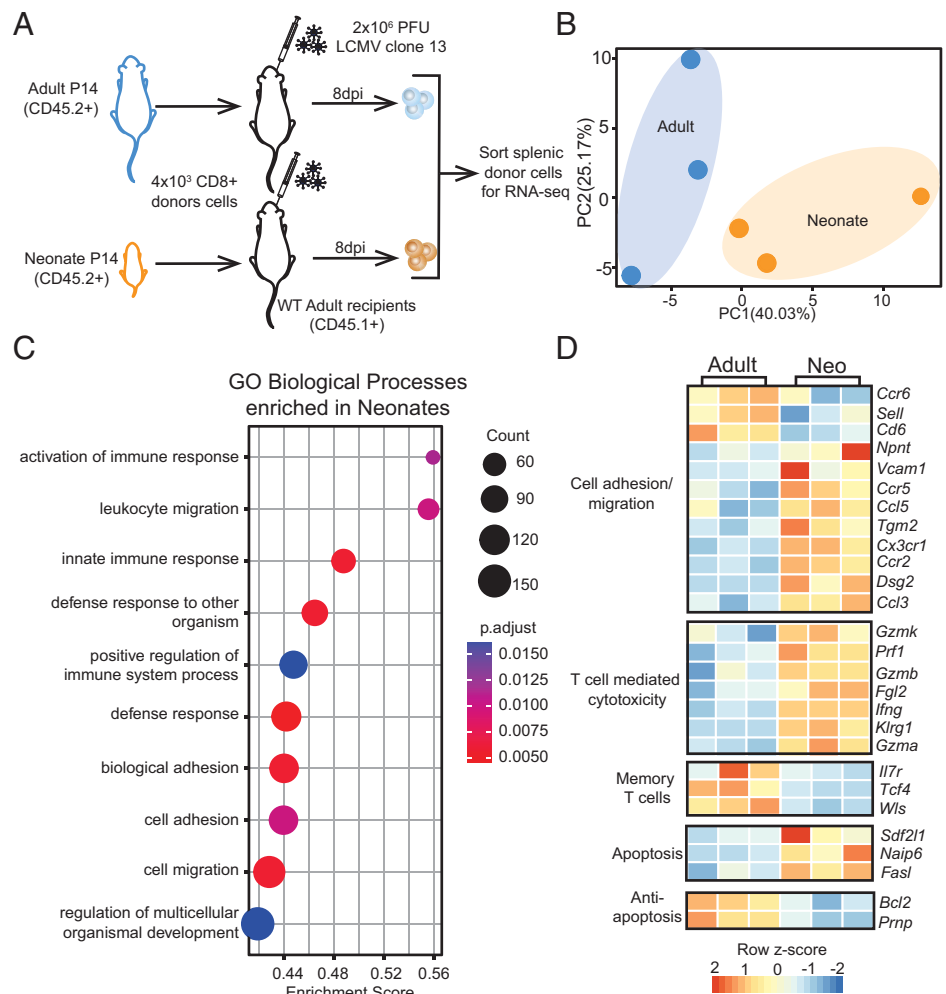 A
Adult P14
(CD45.2+)
2x10⁶ PFU
LCMV clone 13
8dpi
4x10³ CD8+
donors cells
Sort splenic
donor cells
for RNA-seq
Neonate P14
(CD45.2+)
8dpi
WT Adult recipients
(CD45.1+)
B
PC2(25.17%)
10
5
0
-5
Adult
Neonate
-5
0
5
10
PC1(40.03%)
C
GO Biological Processes
enriched in Neonates
activation of immune response
leukocyte migration
innate immune response
defense response to other
organism
positive regulation of
immune system process
defense response
biological adhesion
cell adhesion
cell migration
regulation of multicellular
organismal development
0.44
0.48
0.52
0.56
Enrichment Score
Count
60
90
120
150
p.adjust
0.0150
0.0125
0.0100
0.0075
0.0050
D
Adult
Neo
Cell adhesion/
migration
Ccr6
Sell
Cd6
Npnt
Vcam1
Ccr5
Ccl5
Tgm2
Cx3cr1
Ccr2
Dsg2
Ccl3
T cell mediated
cytotoxicity
Gzmk
Prf1
Gzmb
Fgl2
Ifng
Klrg1
Gzma
Memory
T cells
Il7r
Tcf4
Wls
Apoptosis
Sdf2l1
Naip6
Fasl
Anti-
apoptosis
Bcl2
Prnp
Row z-score
2 1 0 -1 -2